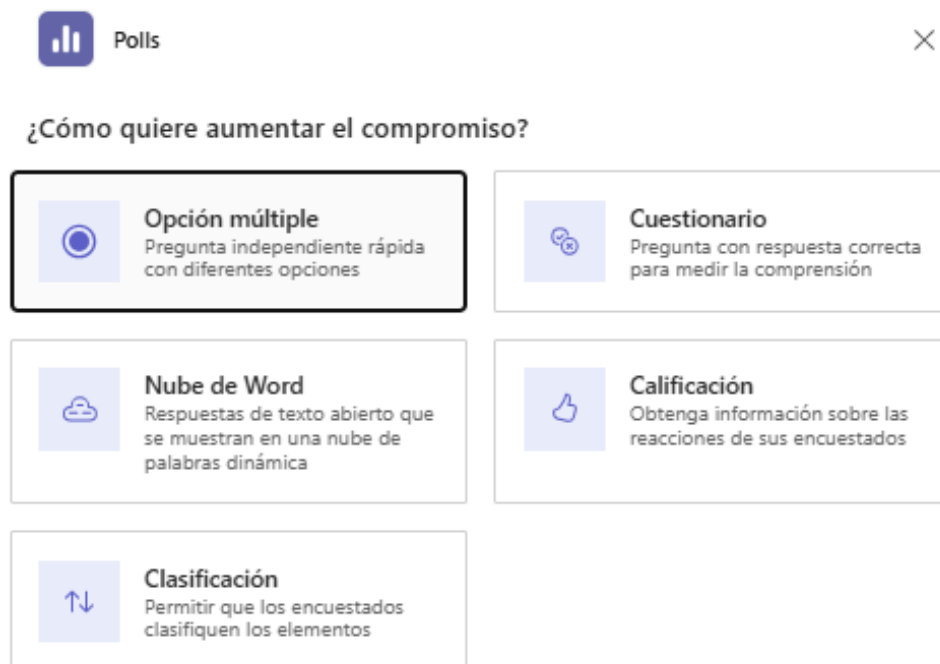 Polls
¿Cómo quiere aumentar el compromiso?
Opción múltiple
Pregunta independiente rápida
con diferentes opciones
Cuestionario
Pregunta con respuesta correcta
para medir la comprensión
Nube de Word
Respuestas de texto abierto que
se muestran en una nube de
palabras dinámica
Calificación
Obtenga información sobre las
reacciones de sus encuestados
Clasificación
Permitir que los encuestados
clasifiquen los elementos